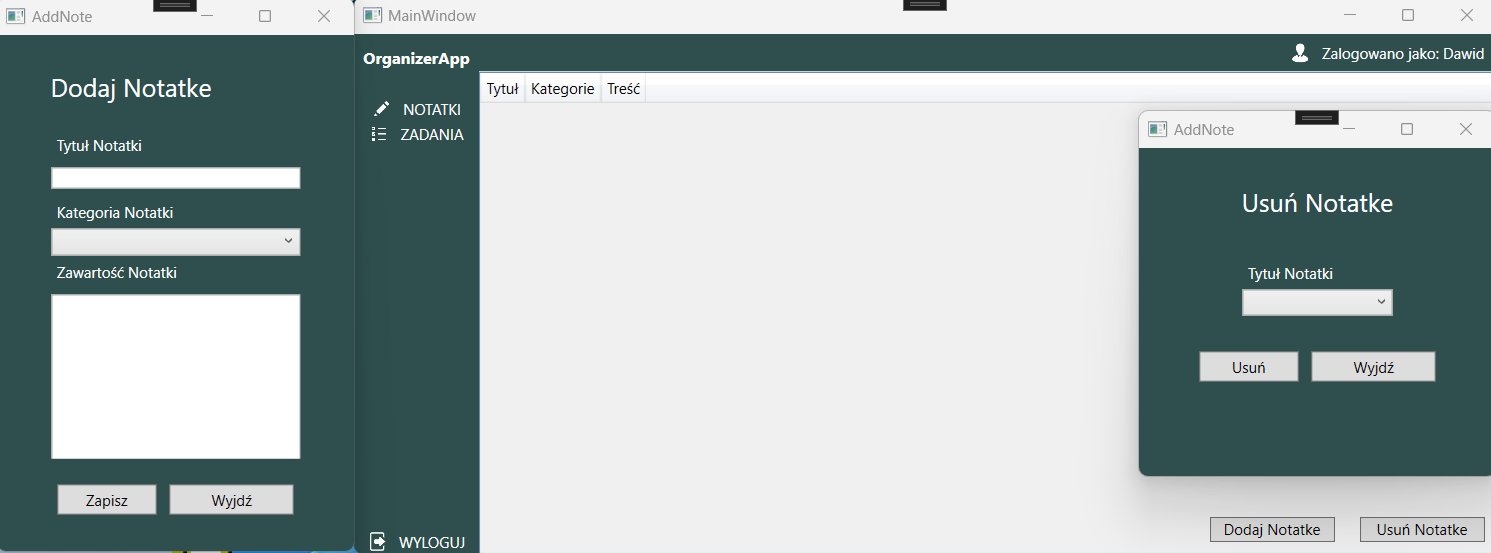 AddNote
Dodaj Notatke
Tytuł Notatki
Kategoria Notatki
Zawartość Notatki
Zapisz
Wyjdź
MainWindow
OrganizerApp
Zalogowano jako: Dawid
NOTATKI
ZADANIA
WYLOGUJ
Tytuł Kategorie Treść
Dodaj Notatke
Usuń Notatke
AddNote
Usuń Notatke
Tytuł Notatki
Usuń
Wyjdź